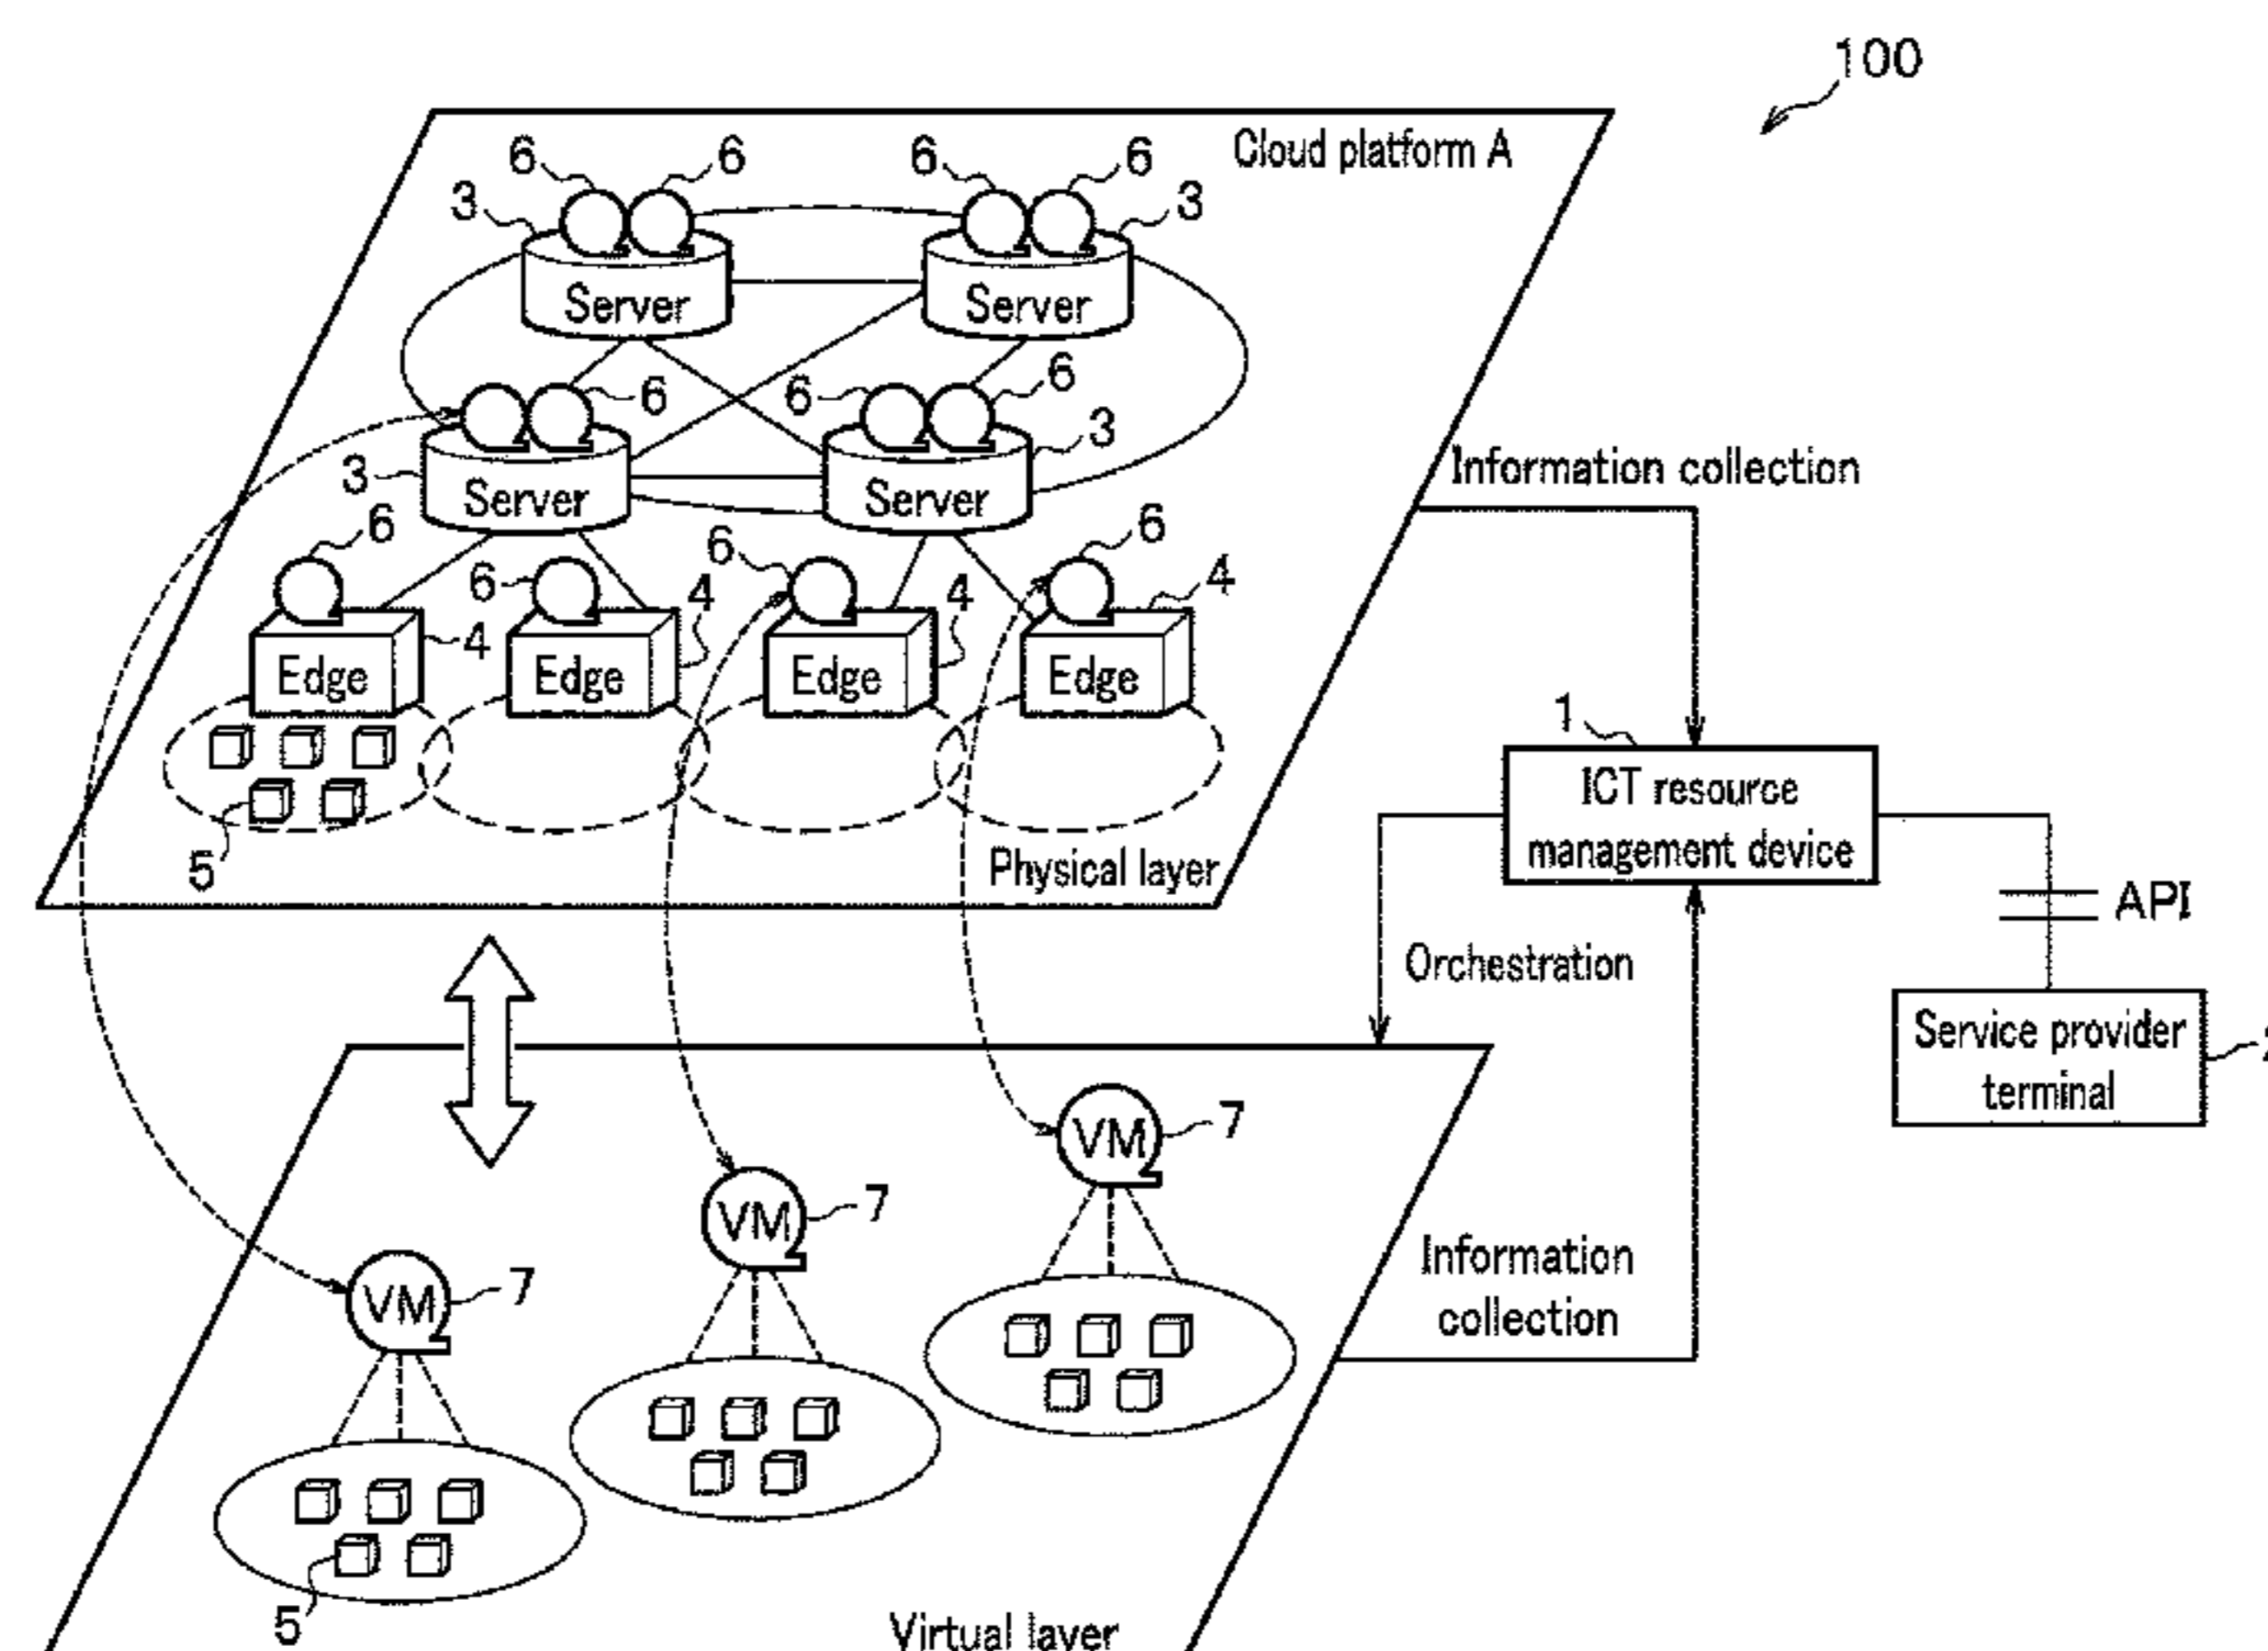 100
Cloud platform A
6 6 6 6
3 3
Server Server
6 6 6
3 3
Server Server
6 6 6 6
4 4 4 4
Edge Edge Edge Edge
5
Physical layer
Information collection
1
ICT resource
management device
API
Orchestration
Service provider
terminal
VM 7
VM 7
VM 7
Information
collection
5
Virtual layer